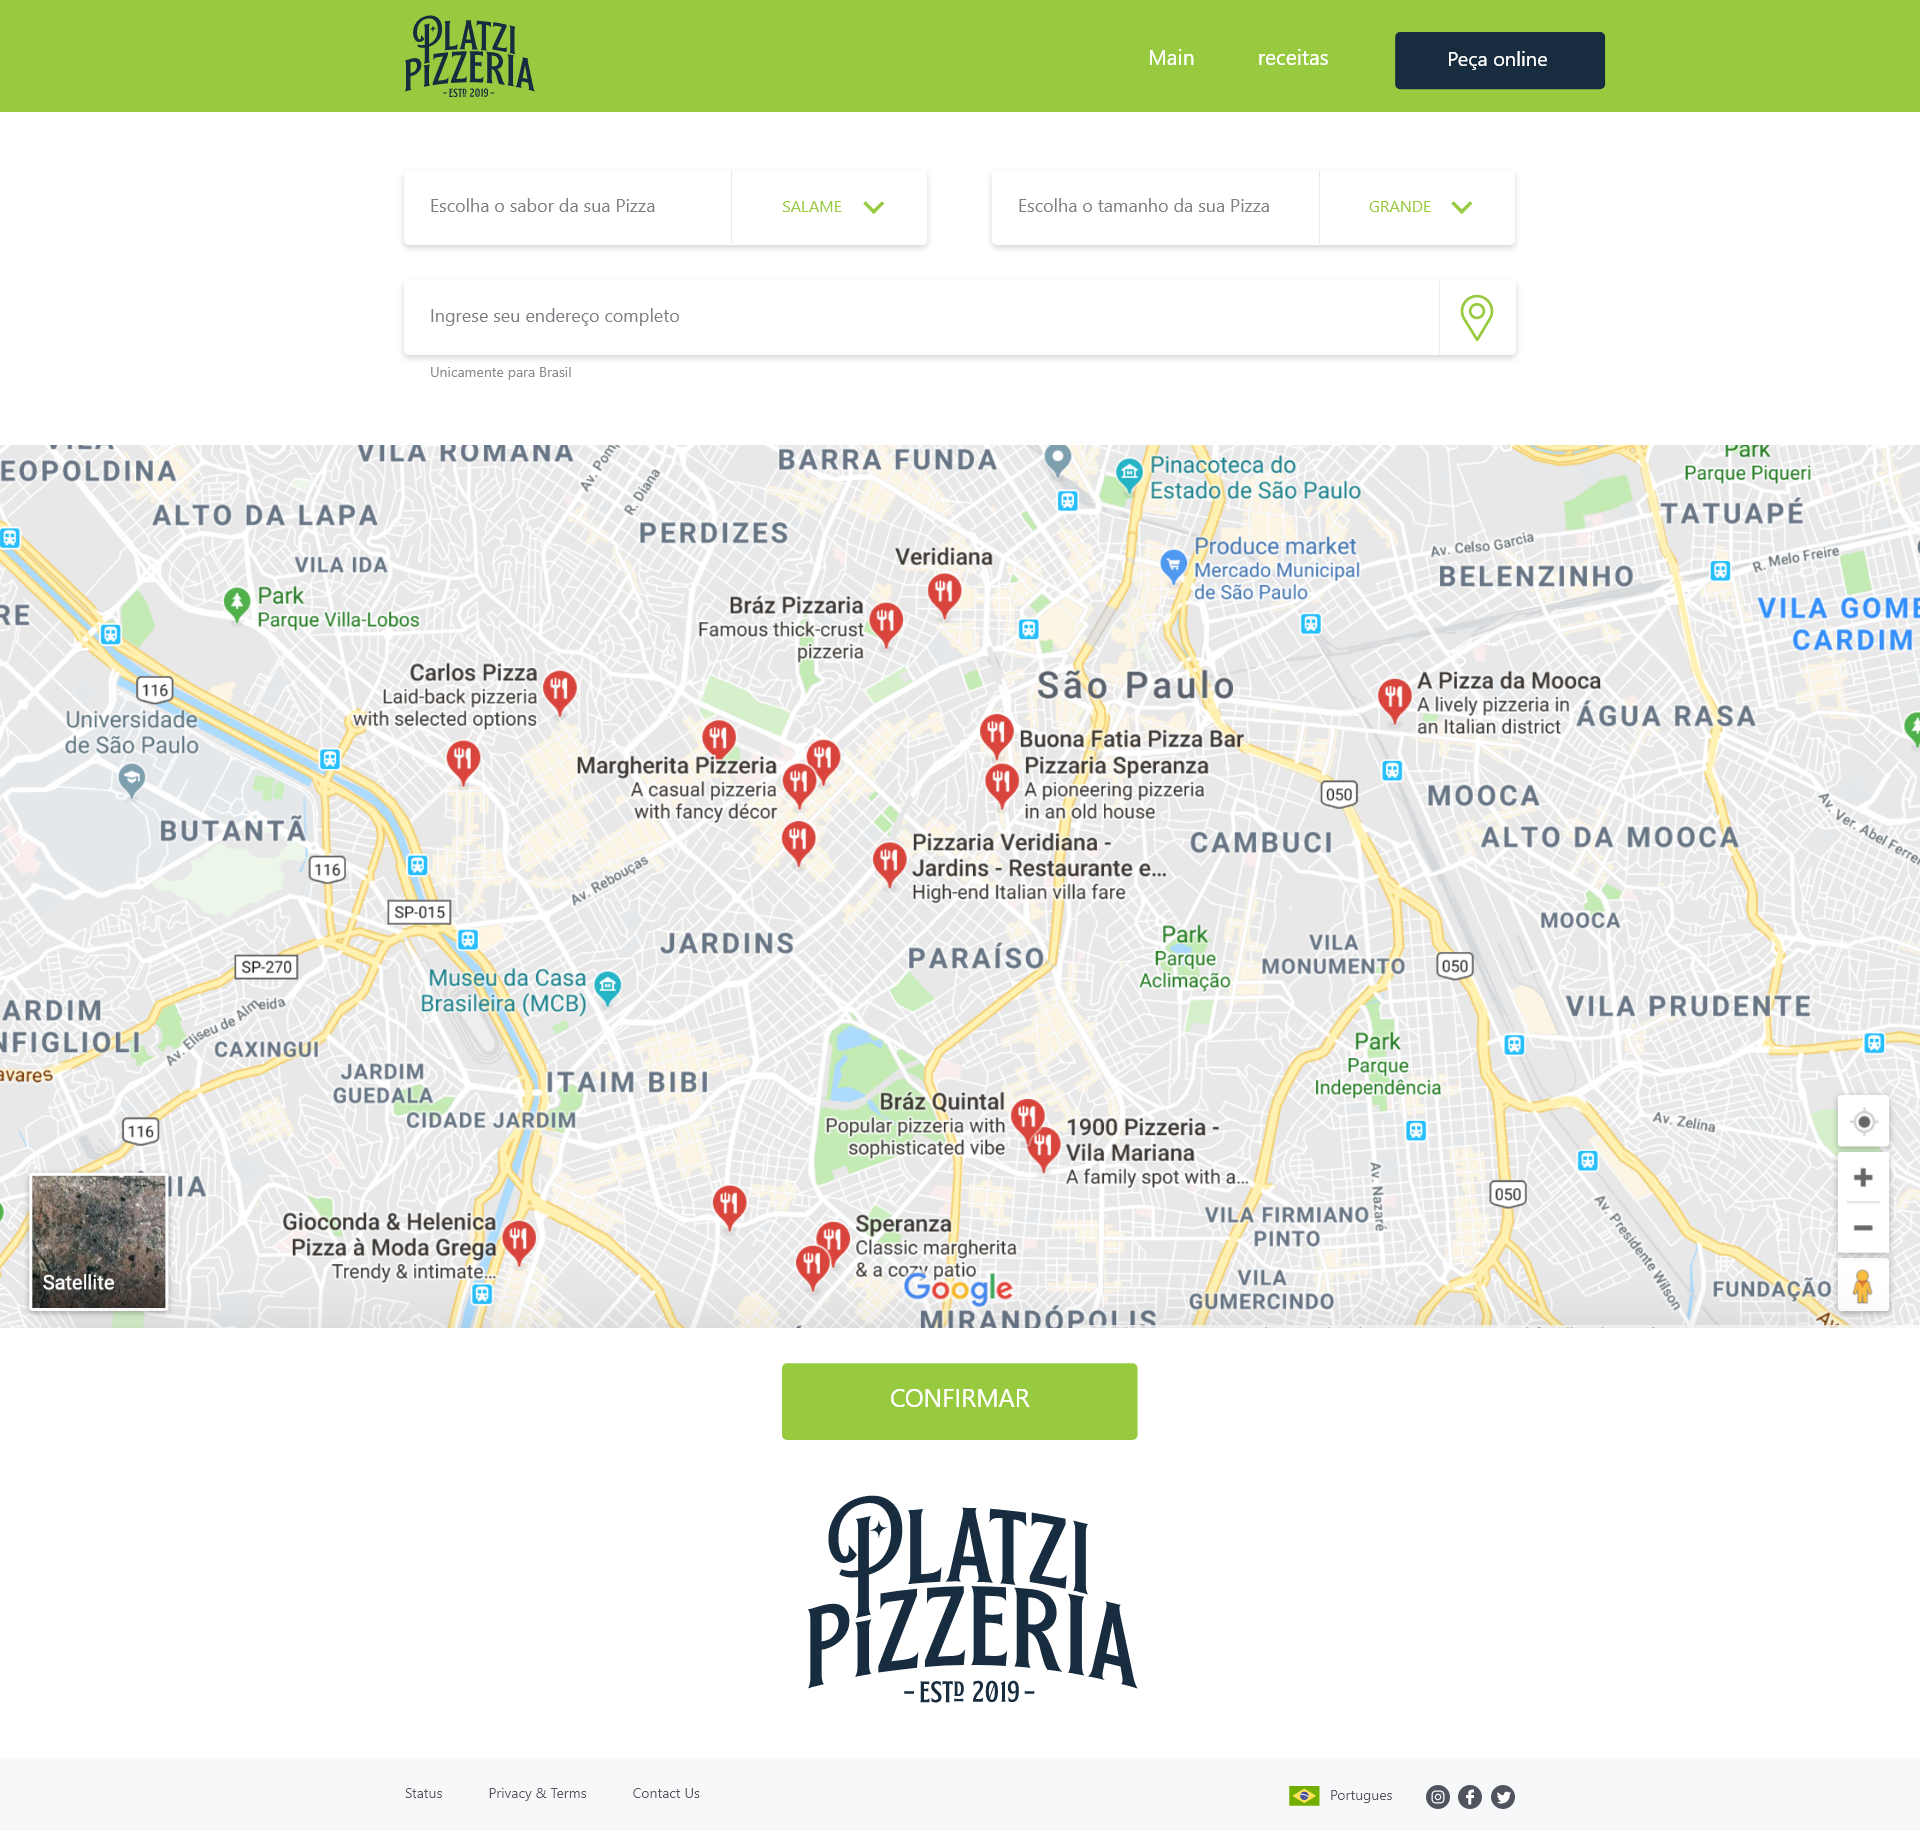 PLATZI
PIZZERIA
- ESTD 2019 -
Main
receitas
Peça online
Escolha o sabor da sua Pizza
SALAME
Escolha o tamanho da sua Pizza
GRANDE
Ingrese seu endereço completo
Unicamente para Brasil
VILA ROMANA
EOPOLDINA
ALTO DA LAPA
VILA IDA
Park
Parque Villa-Lobos
R. Diana
PERDIZES
BARRA FUNDA
Pinacoteca do
Estado de São Paulo
Park
Parque Piqueri
TATUAPÉ
Produce market
Mercado Municipal
de São Paulo
Av. Celso Garcia
R. Melo Freire
BELENZINHO
VILA GOME
CARDIM
RE
Veridiana
Bráz Pizzaria
Famous thick-crust
pizzeria
Carlos Pizza
Laid-back pizzeria
with selected options
116
Universidade
de São Paulo
São Paulo
A Pizza da Mooca
A lively pizzeria in
an Italian district
ÁGUA RASA
Buona Fatia Pizza Bar
Margherita Pizzeria
A casual pizzeria
with fancy décor
Pizzaria Speranza
A pioneering pizzeria
in an old house
050
MOOCA
Av. Ver. Abel Ferre
BUTANTÃ
116
Pizzaria Veridiana -
Jardins - Restaurante e...
High-end Italian villa fare
CAMBUCI
ALTO DA MOOCA
Av. Rebouças
SP-015
MOOCA
JARDINS
PARAÍSO
Park
Parque
Aclimação
VILA
MONUMENTO
050
SP-270
Museu da Casa
Brasileira (MCB)
ARDIM
NFIGLIOLI
Av. Eliseu de Almeida
CAXINGUI
VILA PRUDENTE
Park
Parque
Independência
avares
JARDIM
GUEDALA
CIDADE JARDIM
ITAIM BIBI
116
Bráz Quintal
Popular pizzeria with
sophisticated vibe
1900 Pizzeria -
Vila Mariana
A family spot with a...
Av. Zelina
Av. Nazaré
050
IA
Satellite
Gioconda & Helenica
Pizza à Moda Grega
Trendy & intimate...
Speranza
Classic margherita
& a cozy patio
Google
MIRANDÓPOLIS
VILA FIRMIANO
PINTO
VILA
GUMERCINDO
Av. Presidente Wilson
FUNDAÇÃO
Av.
CONFIRMAR
PLATZI
PIZZERIA
- ESTD 2019 -
Status
Privacy & Terms
Contact Us
Portugues